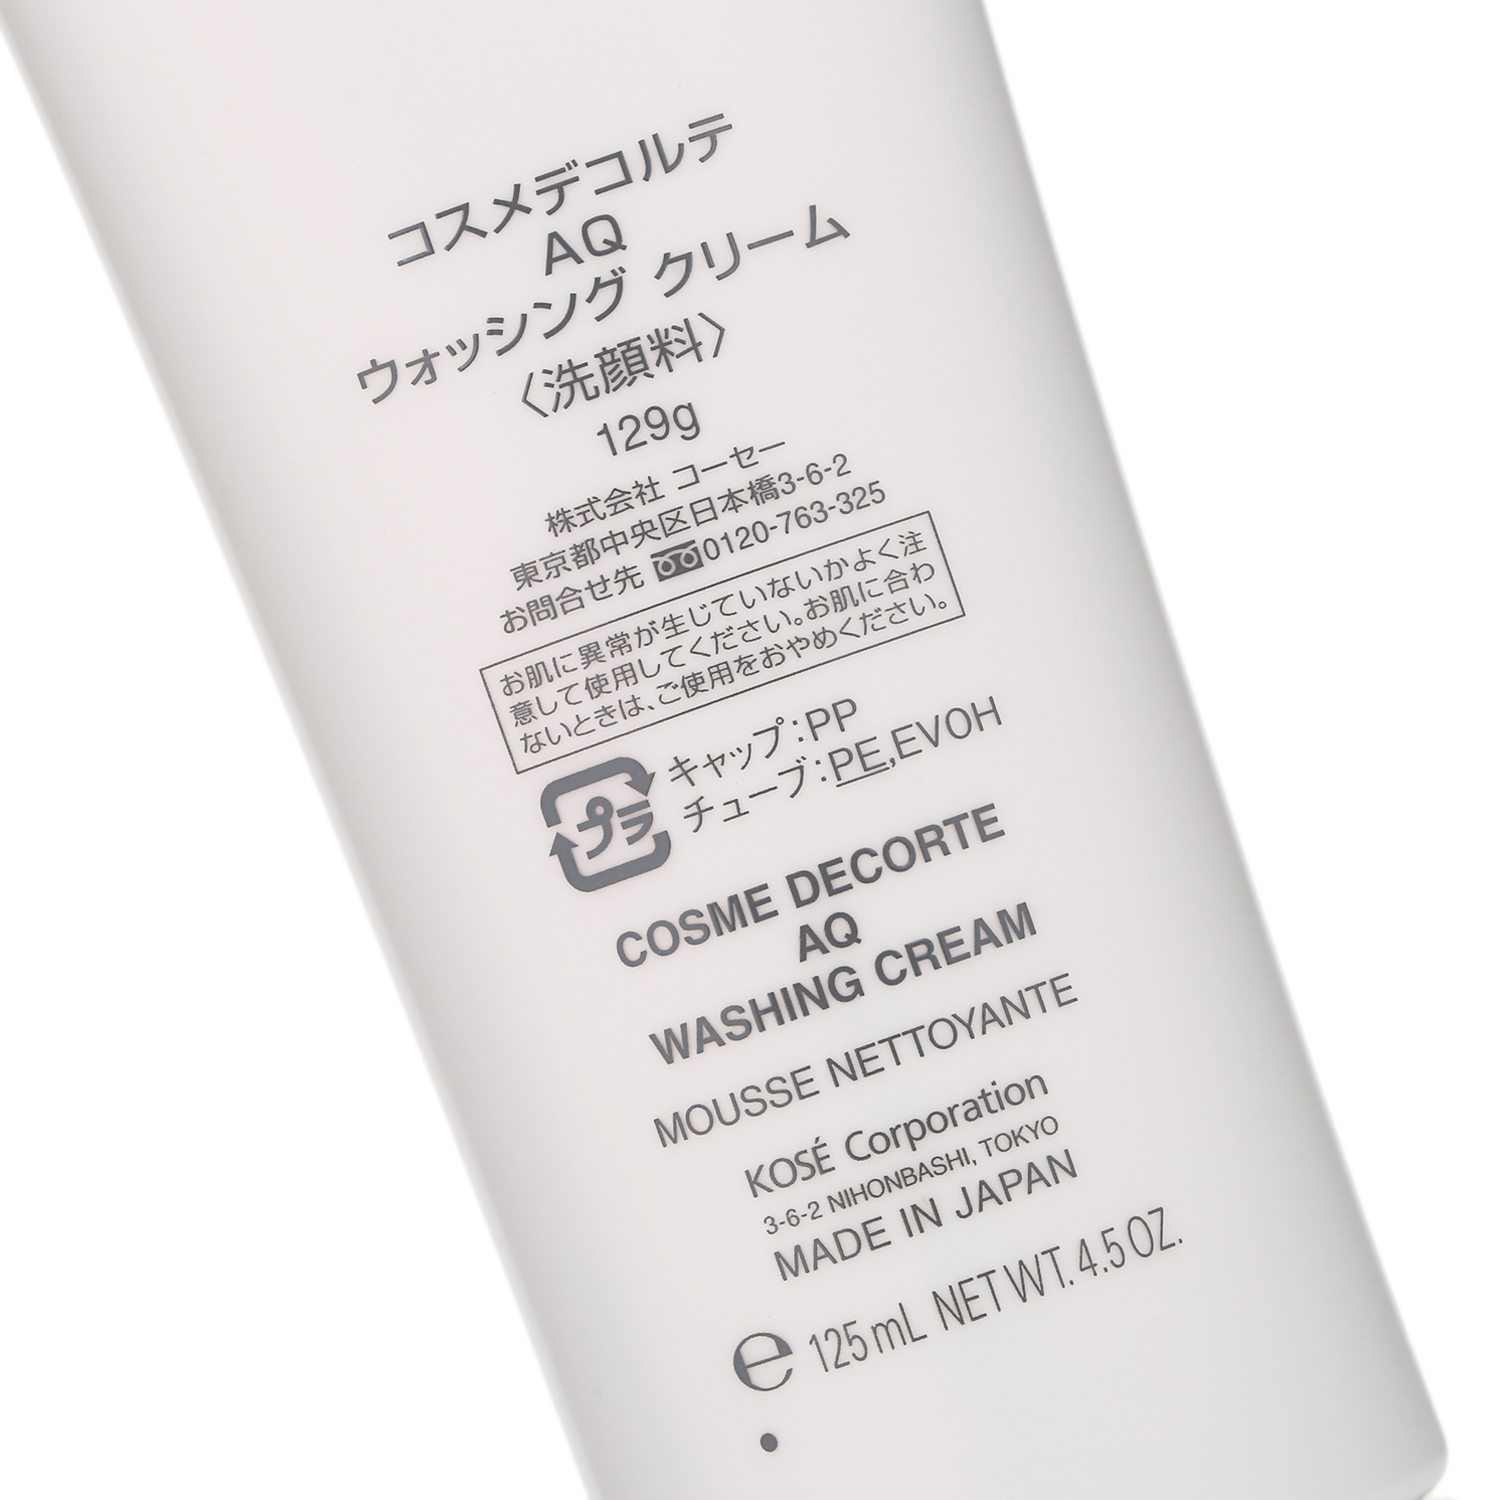 コスメデコルテ
AQ
ウォッシング クリーム
〈洗顔料〉
129g
株式会社 コーセー
東京都中央区日本橋3-6-2
お問合せ先 0120-763-325
お肌に異常が生じていないかよく注
意して使用してください。お肌に合わ
ないときは、ご使用をおやめください。
プラ
キャップ:PP
チューブ:PE,EVOH
COSME DECORTE
AQ
WASHING CREAM
MOUSSE NETTOYANTE
KOSÉ Corporation
3-6-2 NIHONBASHI, TOKYO
MADE IN JAPAN
℮ 125mL NET WT. 4.5 OZ.